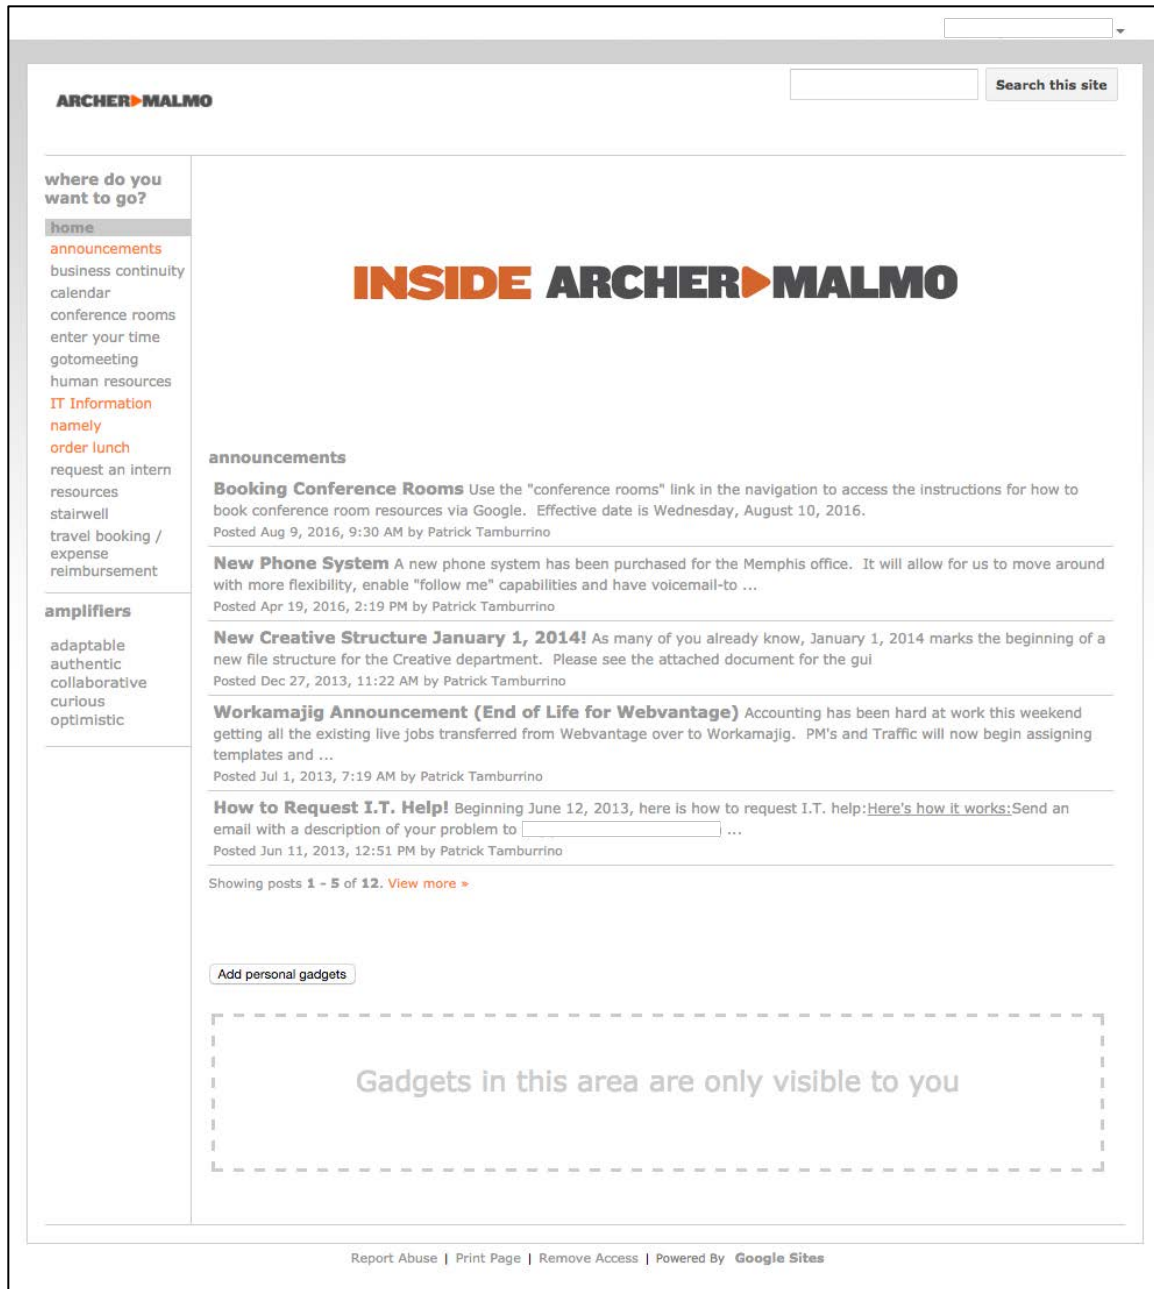 ARCHER MALMO
Search this site
where do you
want to go?
home
announcements
business continuity
calendar
conference rooms
enter your time
gotomeeting
human resources
IT Information
namely
order lunch
request an intern
resources
stairwell
travel booking /
expense
reimbursement
amplifiers
adaptable
authentic
collaborative
curious
optimistic
INSIDE ARCHER MALMO
announcements
Booking Conference Rooms Use the "conference rooms" link in the navigation to access the instructions for how to
book conference room resources via Google.  Effective date is Wednesday, August 10, 2016.
Posted Aug 9, 2016, 9:30 AM by Patrick Tamburrino
New Phone System A new phone system has been purchased for the Memphis office.  It will allow for us to move around
with more flexibility, enable "follow me" capabilities and have voicemail-to ...
Posted Apr 19, 2016, 2:19 PM by Patrick Tamburrino
New Creative Structure January 1, 2014! As many of you already know, January 1, 2014 marks the beginning of a
new file structure for the Creative department.  Please see the attached document for the gui
Posted Dec 27, 2013, 11:22 AM by Patrick Tamburrino
Workamajig Announcement (End of Life for Webvantage) Accounting has been hard at work this weekend
getting all the existing live jobs transferred from Webvantage over to Workamajig.  PM's and Traffic will now begin assigning
templates and ...
Posted Jul 1, 2013, 7:19 AM by Patrick Tamburrino
How to Request I.T. Help! Beginning June 12, 2013, here is how to request I.T. help:Here's how it works:Send an
email with a description of your problem to ...
Posted Jun 11, 2013, 12:51 PM by Patrick Tamburrino
Showing posts 1 - 5 of 12. View more »
Add personal gadgets
Gadgets in this area are only visible to you
Report Abuse | Print Page | Remove Access | Powered By Google Sites